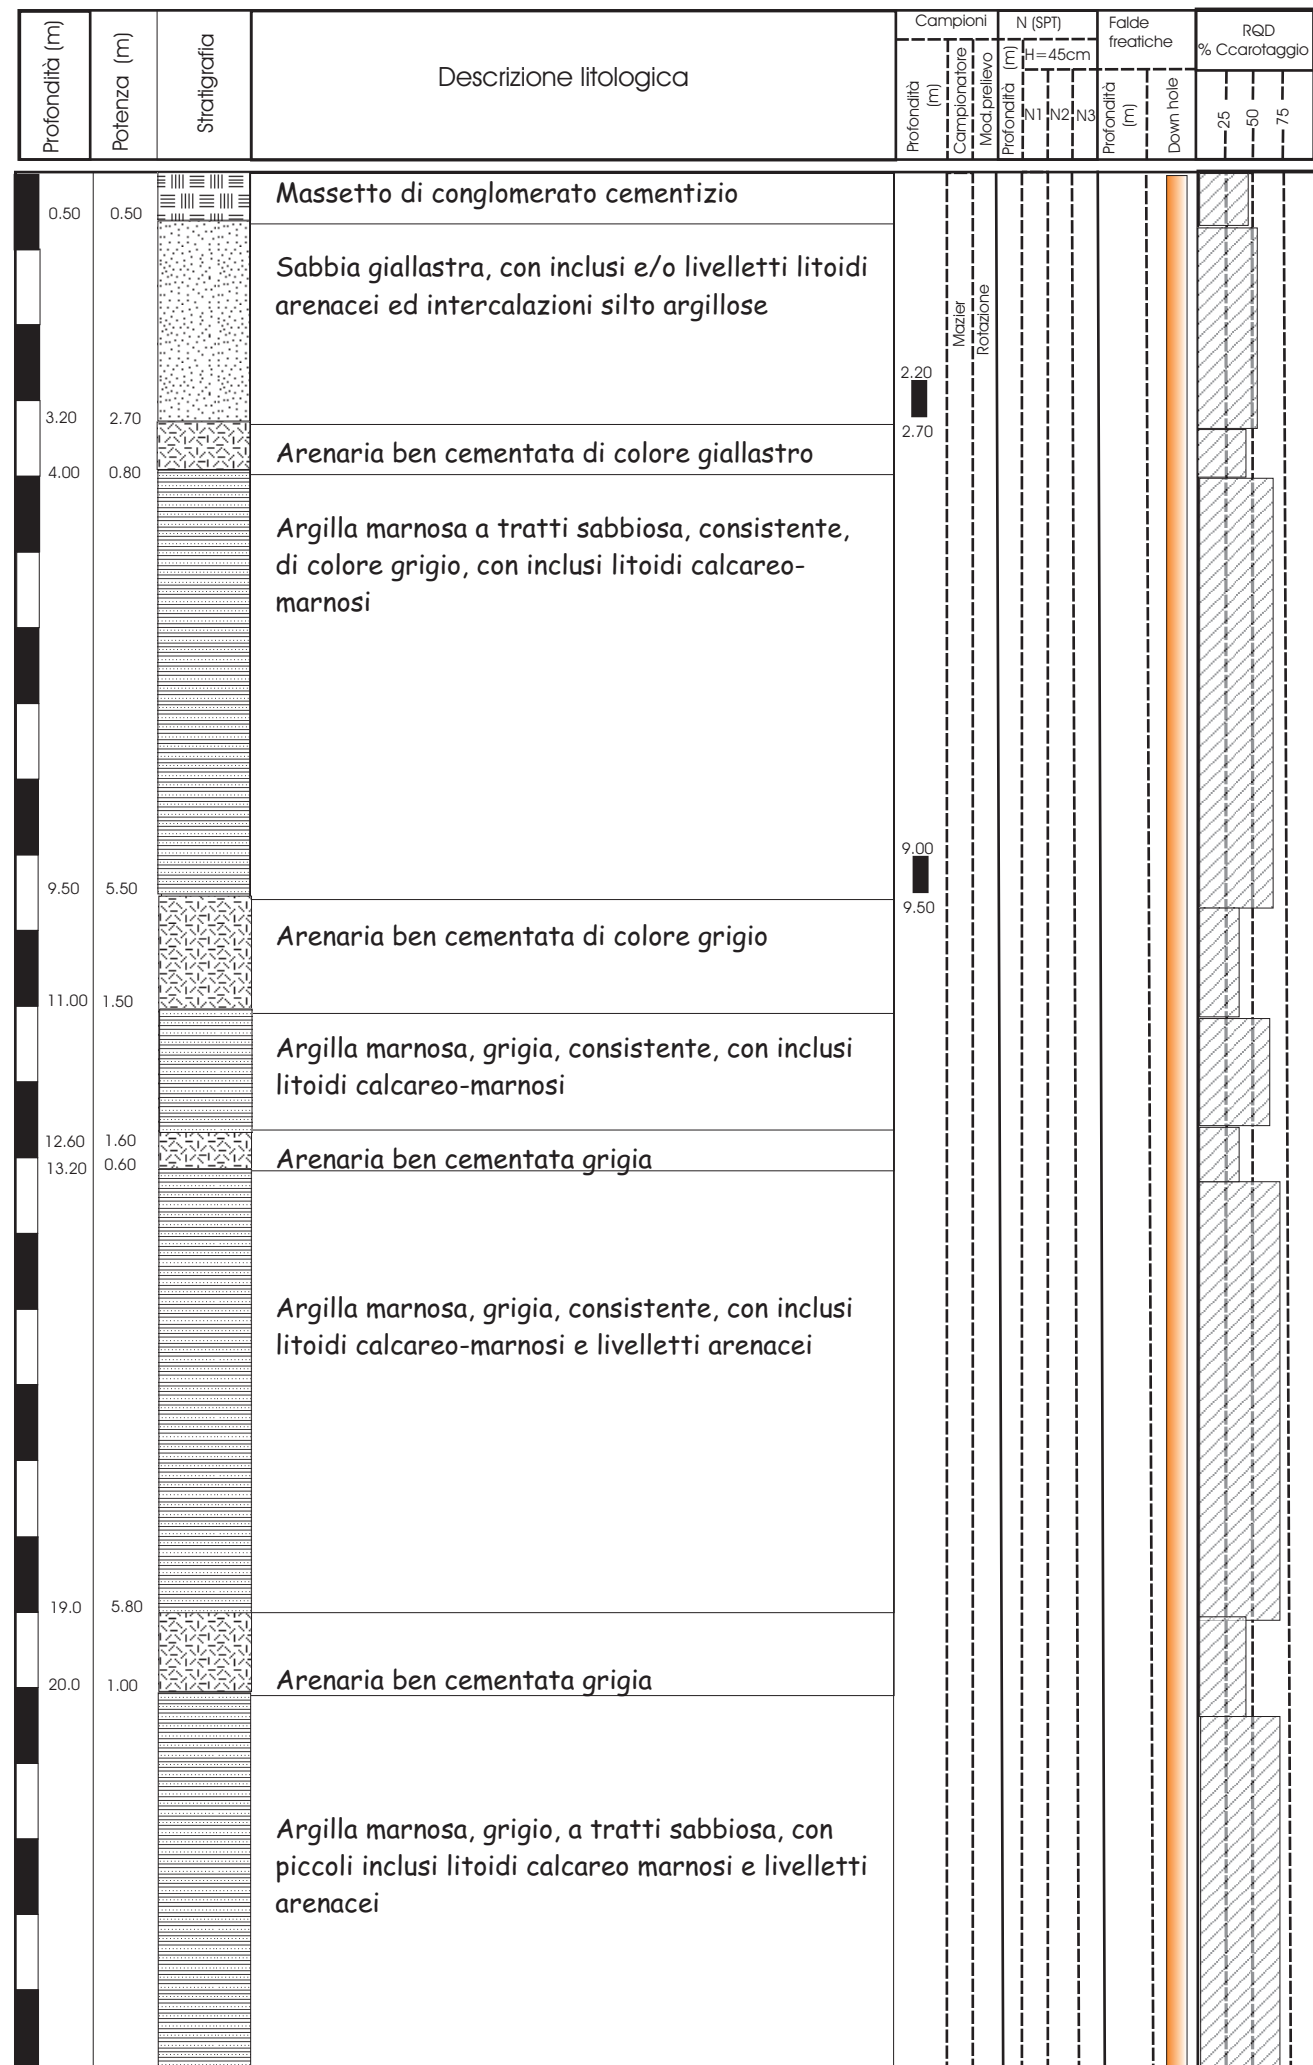 Profondità (m)
Potenza (m)
Stratigrafia
Descrizione litologica
Campioni
Profondità
(m)
Campionatore
Mod.prelievo
N (SPT)
Profondità (m)
H=45cm
N1
N2
N3
Falde
freatiche
Profondità
(m)
Down hole
RQD
% Ccarotaggio
25
50
75
Massetto di conglomerato cementizio
0.50
0.50
Sabbia giallastra, con inclusi e/o livelletti litoidi
arenacei ed intercalazioni silto argillose
Mazier
Rotazione
2.20
2.70
3.20
2.70
Arenaria ben cementata di colore giallastro
4.00
0.80
Argilla marnosa a tratti sabbiosa, consistente,
di colore grigio, con inclusi litoidi calcareo-
marnosi
9.00
9.50
9.50
5.50
Arenaria ben cementata di colore grigio
11.00
1.50
Argilla marnosa, grigia, consistente, con inclusi
litoidi calcareo-marnosi
12.60
1.60
Arenaria ben cementata grigia
13.20
0.60
Argilla marnosa, grigia, consistente, con inclusi
litoidi calcareo-marnosi e livelletti arenacei
19.0
5.80
Arenaria ben cementata grigia
20.0
1.00
Argilla marnosa, grigio, a tratti sabbiosa, con
piccoli inclusi litoidi calcareo marnosi e livelletti
arenacei